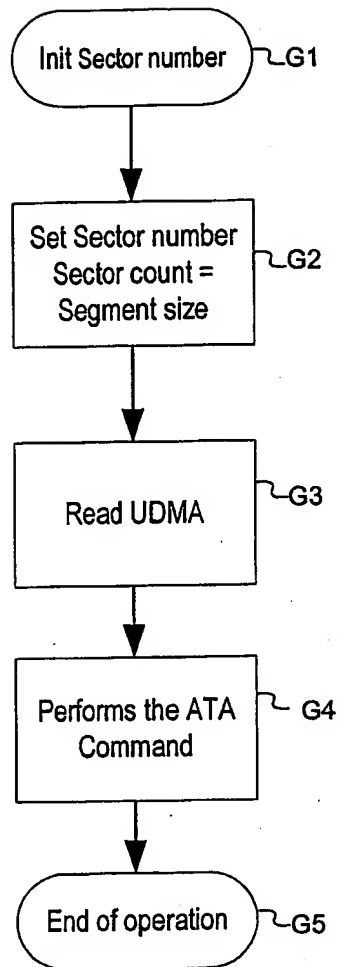 Init Sector number
G1
Set Sector number
Sector count =
Segment size
G2
Read UDMA
G3
Performs the ATA
Command
G4
End of operation
G5